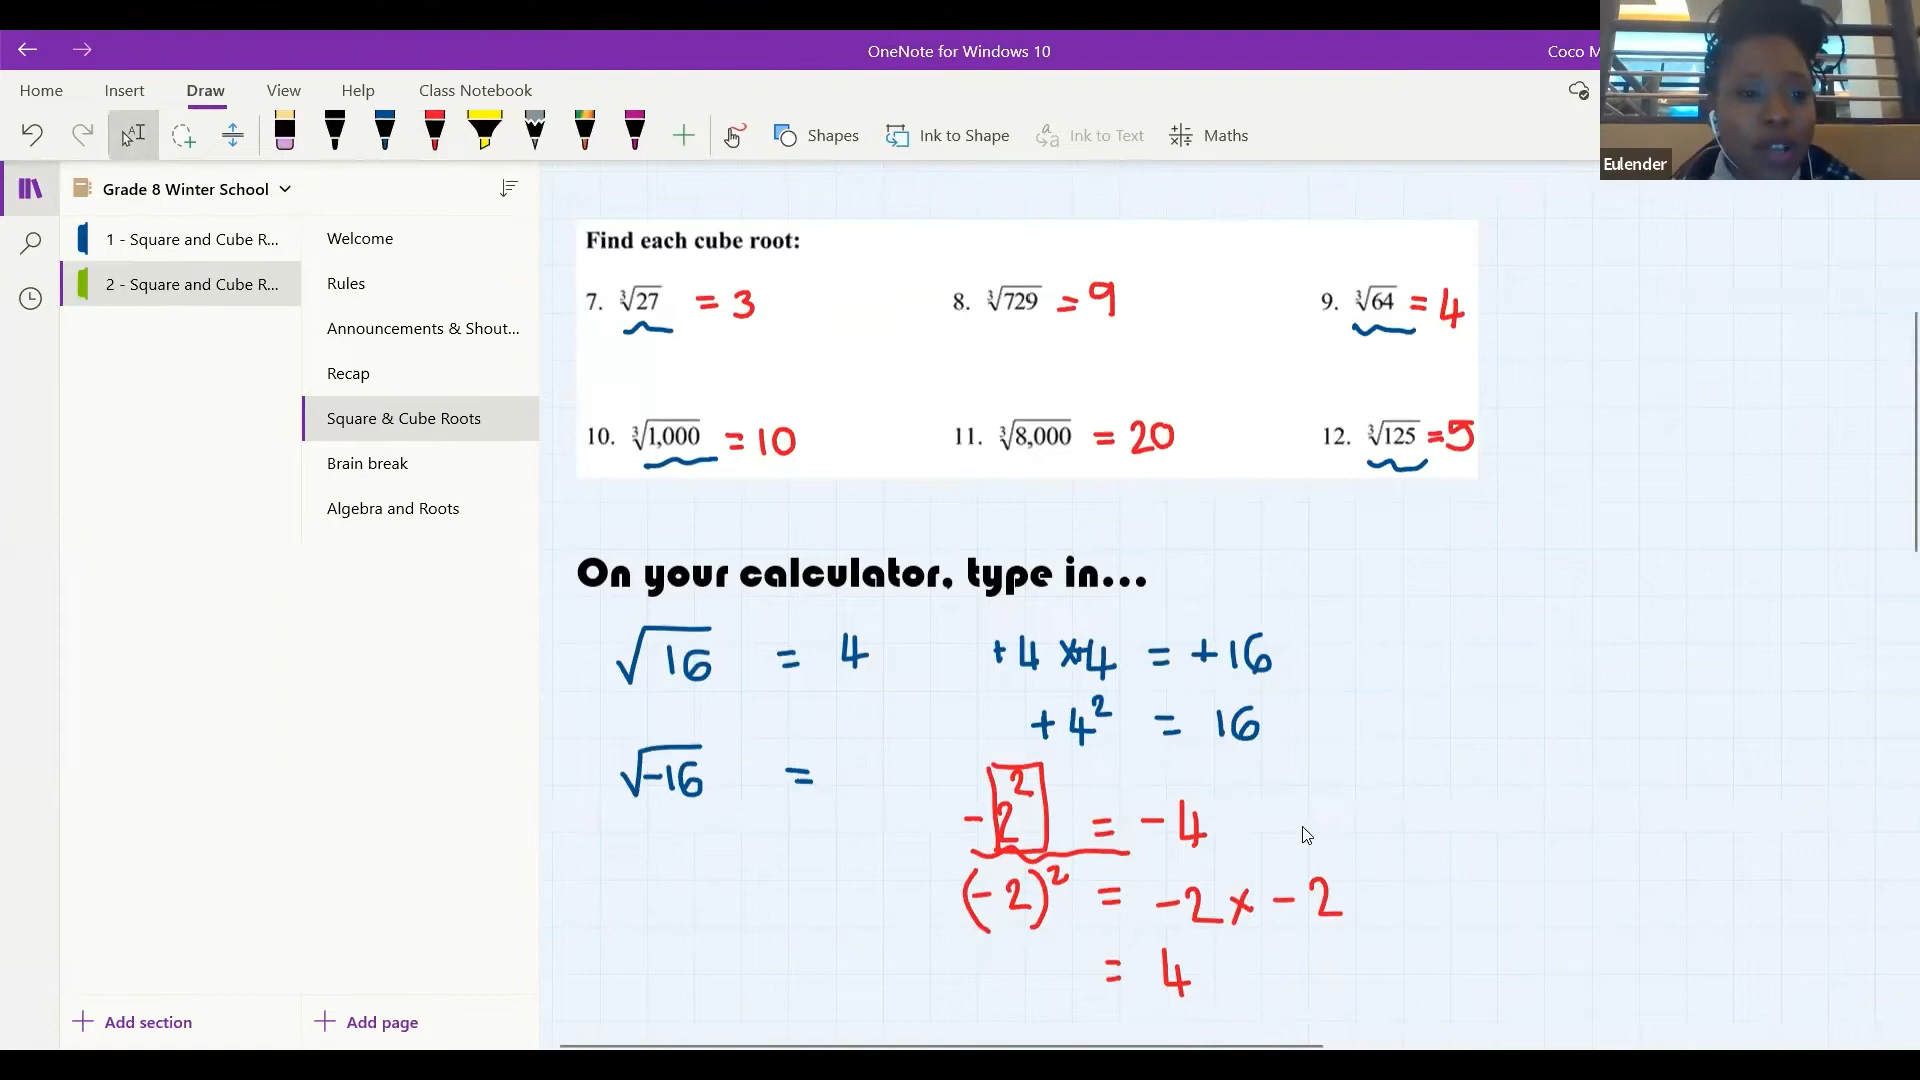 OneNote for Windows 10
Coco M
Home Insert Draw View Help Class Notebook
Shapes Ink to Shape Ink to Text Maths
Eulender
Grade 8 Winter School
1 - Square and Cube R...
2 - Square and Cube R...
Welcome
Rules
Announcements & Shout...
Recap
Square & Cube Roots
Brain break
Algebra and Roots
Add section
Add page
Find each cube root:
7. ∛27 = 3 8. ∛729 = 9 9. ∛64 = 4
10. ∛1,000 = 10 11. ∛8,000 = 20 12. ∛125 = 5
On your calculator, type in...
√16 = 4 +4 x+4 = +16
+4² = 16
√-16 =
-2² = -4
(-2)² = -2 x -2
= 4